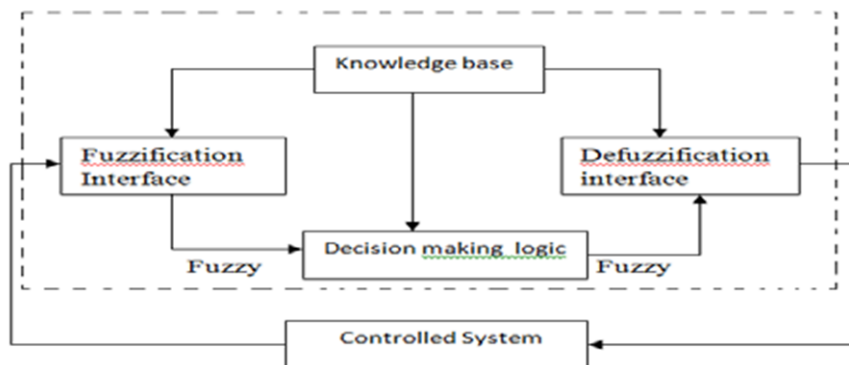 Knowledge base
Fuzzification
Interface
Defuzzification
interface
Decision making logic
Fuzzy
Fuzzy
Controlled System